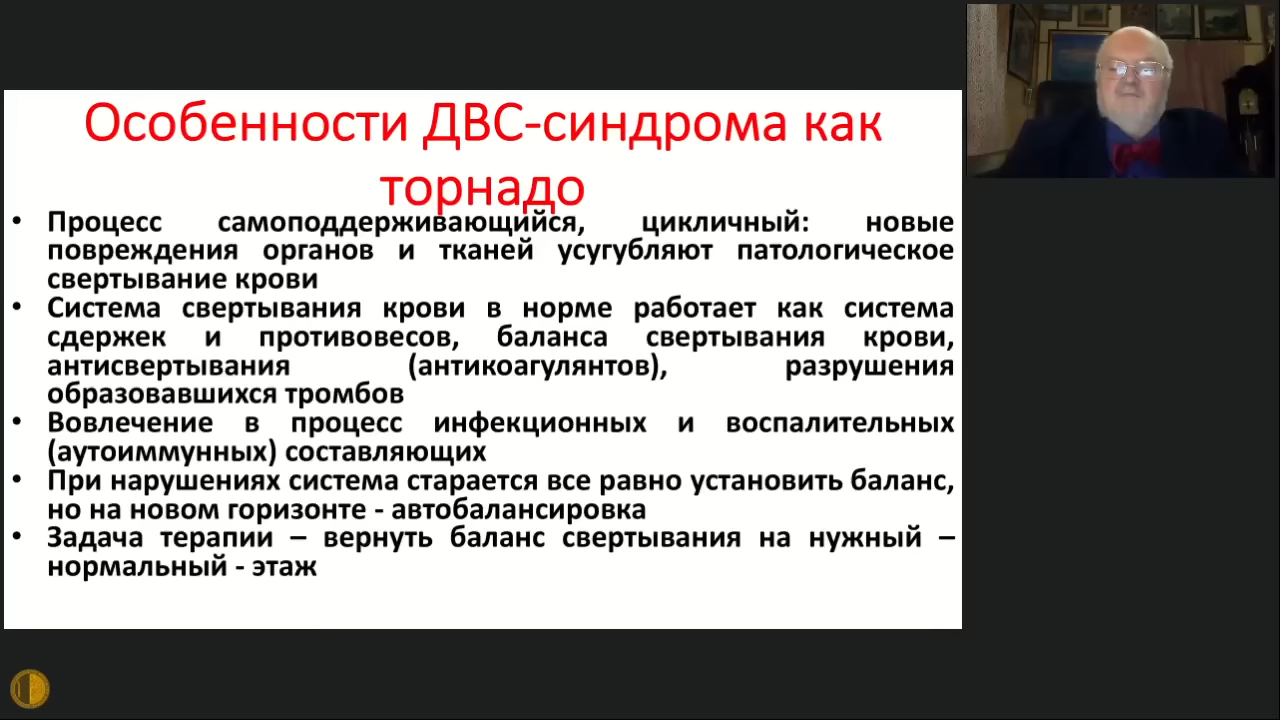 Особенности ДВС-синдрома как
торнадо
• Процесс самоподдерживающийся, цикличный: новые
повреждения органов и тканей усугубляют патологическое
свертывание крови
• Система свертывания крови в норме работает как система
сдержек и противовесов, баланса свертывания крови,
антисвертывания (антикоагулянтов), разрушения
образовавшихся тромбов
• Вовлечение в процесс инфекционных и воспалительных
(аутоиммунных) составляющих
• При нарушениях система старается все равно установить баланс,
но на новом горизонте - автобалансировка
• Задача терапии – вернуть баланс свертывания на нужный –
нормальный - этаж